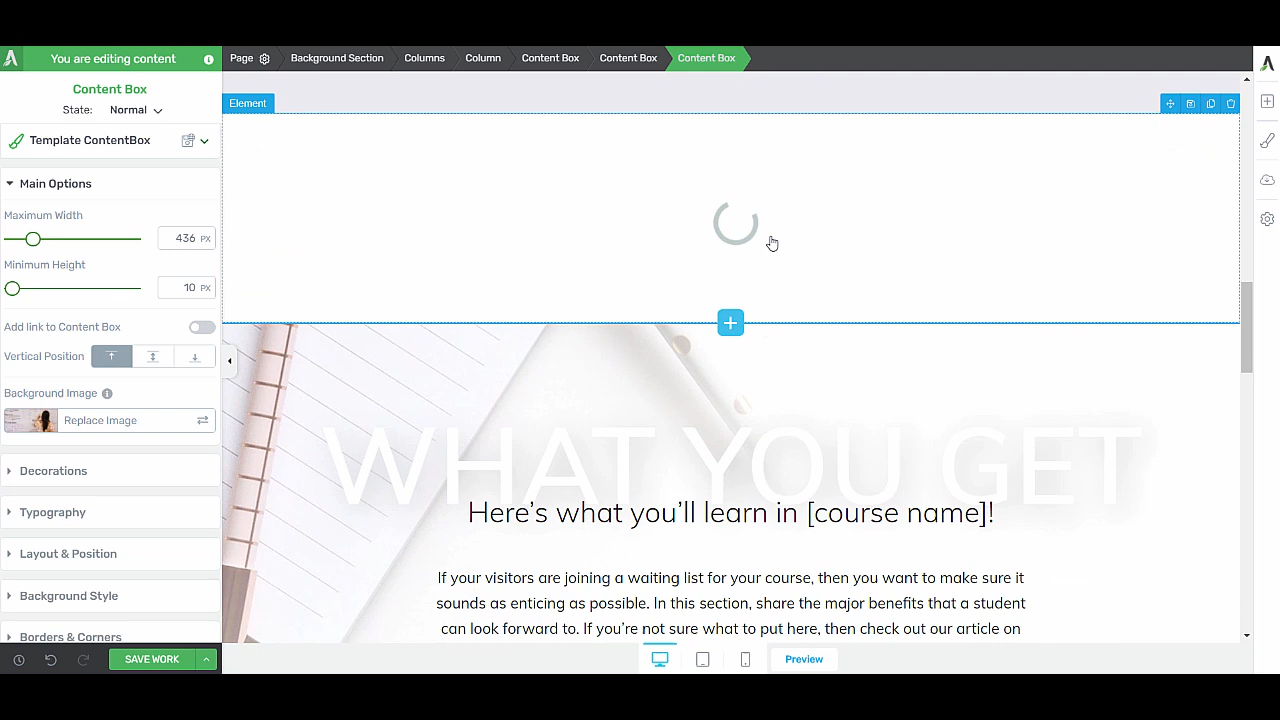 You are editing content
Page
Background Section
Columns
Column
Content Box
Content Box
Content Box
Content Box
State: Normal
Element
Template ContentBox
Main Options
Maximum Width
436 PX
Minimum Height
10 PX
Add link to Content Box
Vertical Position
Background Image
Replace Image
Decorations
Typography
Layout & Position
Background Style
Borders & Corners
SAVE WORK
WHAT YOU GET
Here's what you'll learn in [course name]!
If your visitors are joining a waiting list for your course, then you want to make sure it
sounds as enticing as possible. In this section, share the major benefits that a student
can look forward to. If you're not sure what to put here, then check out our article on
Preview